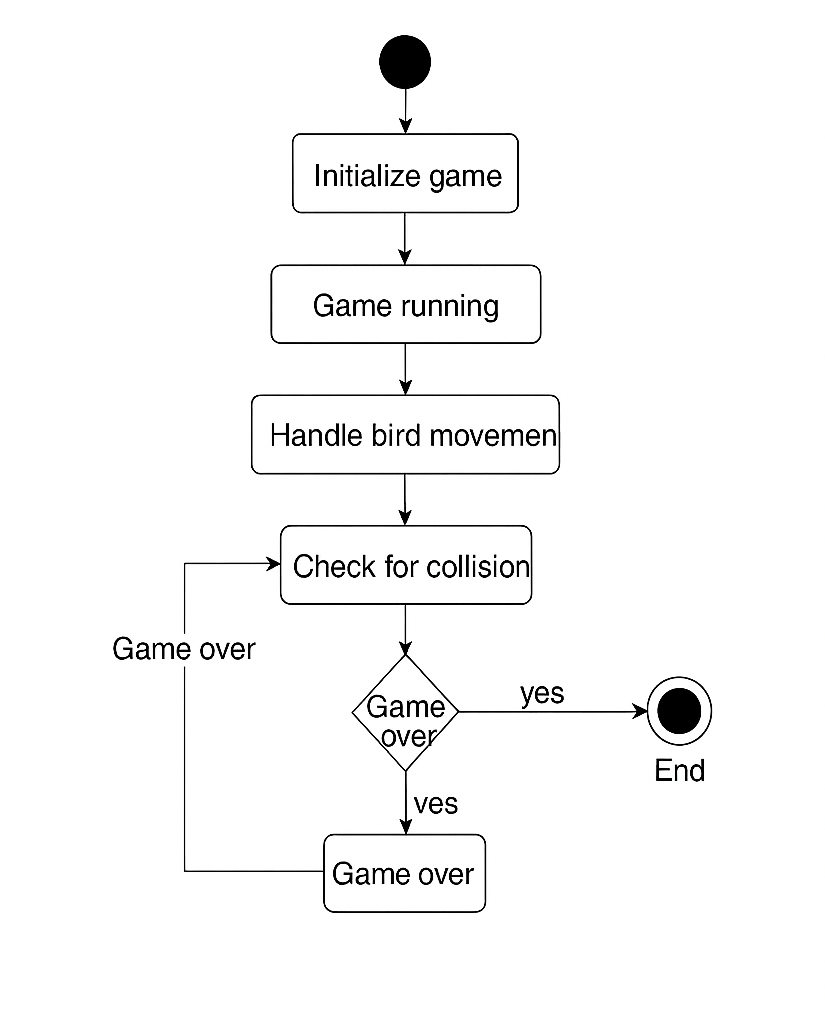 Initialize game
Game running
Handle bird movemen
Check for collision
Game over
Game
over
yes
End
ves
Game over